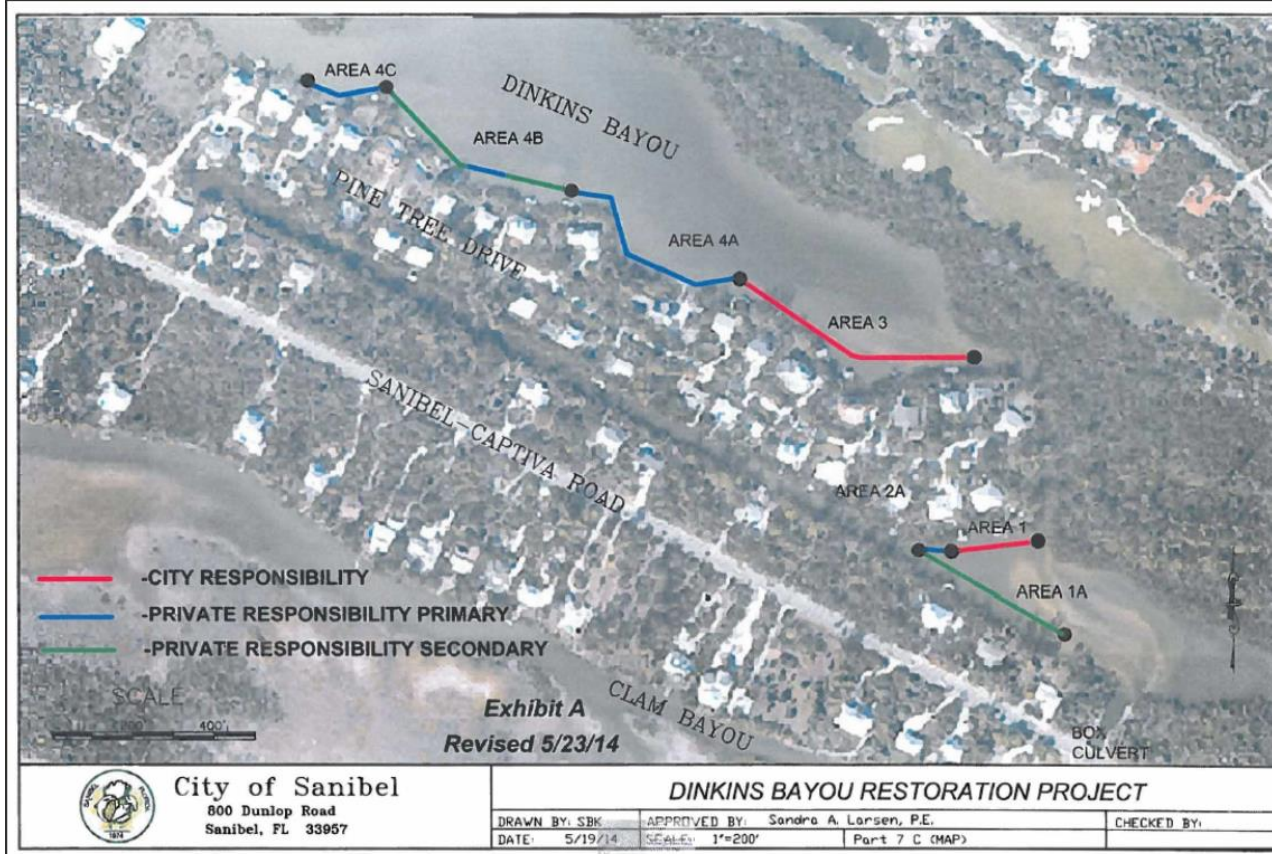 AREA 4C
DINKINS BAYOU
AREA 4B
PINE TREE DRIVE
AREA 4A
AREA 3
SANIBEL-CAPTIVA ROAD
AREA 2A
AREA 1
AREA 1A
-CITY RESPONSIBILITY
-PRIVATE RESPONSIBILITY PRIMARY
-PRIVATE RESPONSIBILITY SECONDARY
SCALE
200'
400'
Exhibit A
Revised 5/23/14
CLAM BAYOU
BOX
CULVERT
City of Sanibel
800 Dunlop Road
Sanibel, FL 33957
DINKINS BAYOU RESTORATION PROJECT
DRAWN BY: SBK
APPROVED BY: Sandra A. Larsen, P.E.
CHECKED BY:
DATE: 5/19/14
SCALE: 1"=200'
Part 7 C (MAP)